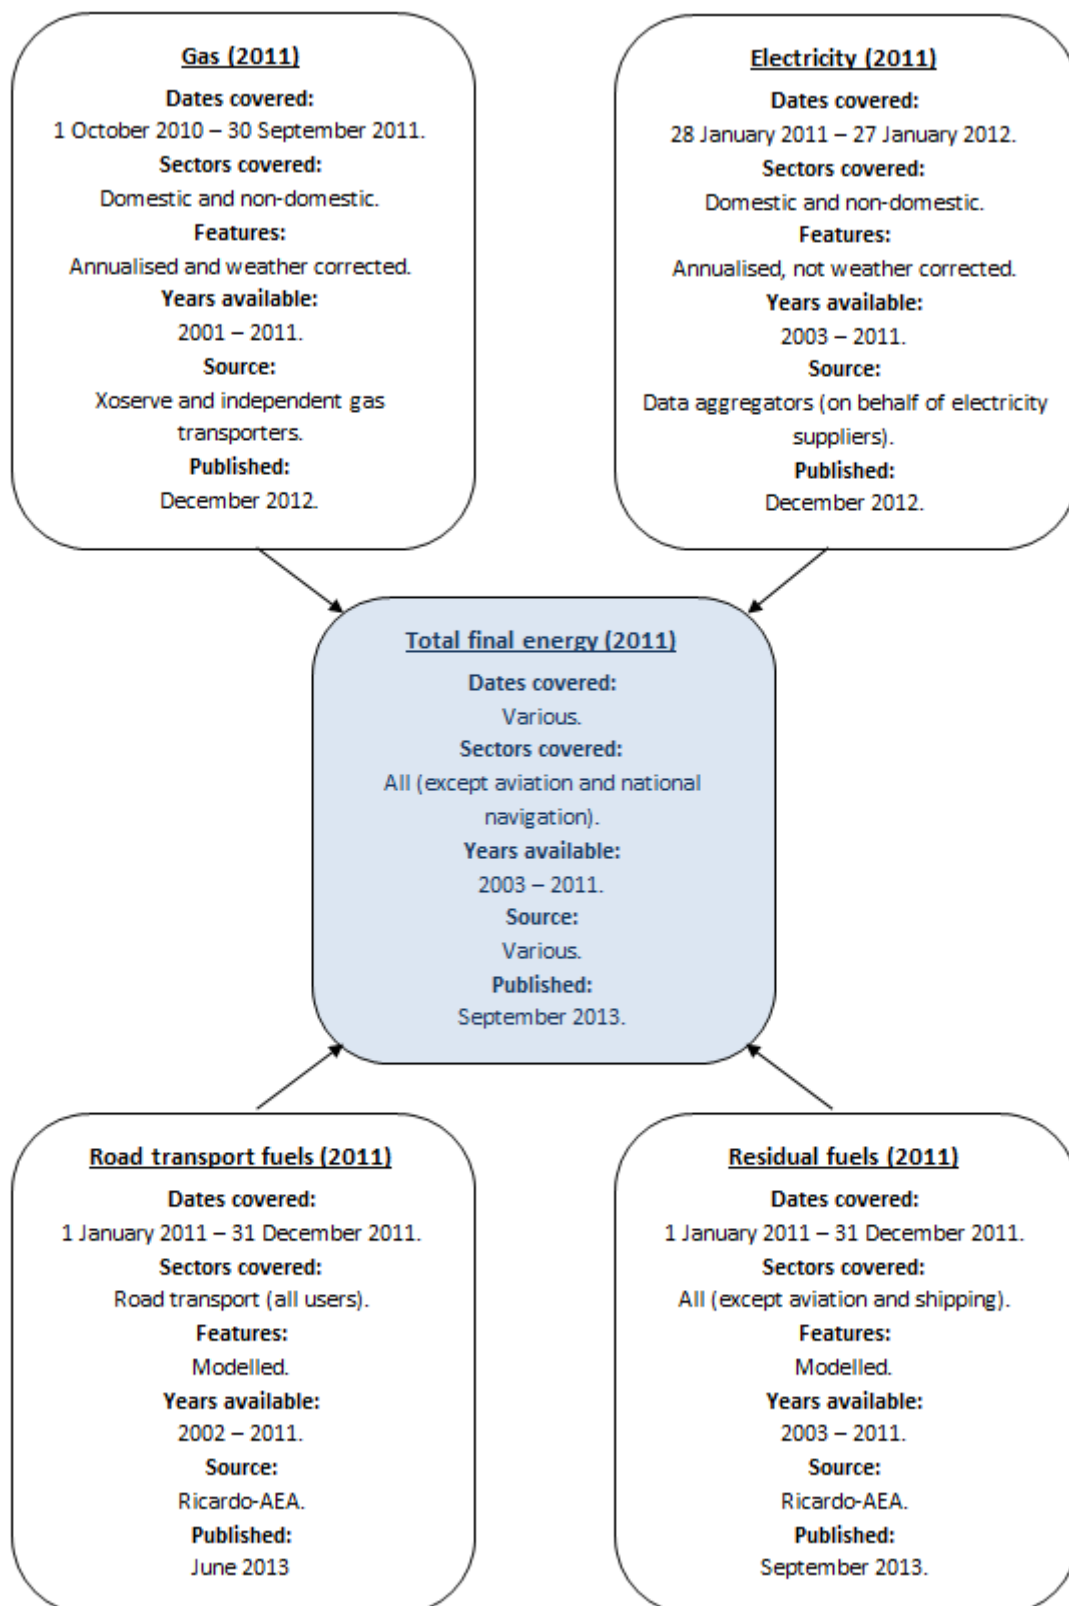 Gas (2011)
Dates covered:
1 October 2010 – 30 September 2011.
Sectors covered:
Domestic and non-domestic.
Features:
Annualised and weather corrected.
Years available:
2001 – 2011.
Source:
Xoserve and independent gas
transporters.
Published:
December 2012.
Electricity (2011)
Dates covered:
28 January 2011 – 27 January 2012.
Sectors covered:
Domestic and non-domestic.
Features:
Annualised, not weather corrected.
Years available:
2003 – 2011.
Source:
Data aggregators (on behalf of electricity
suppliers).
Published:
December 2012.
Total final energy (2011)
Dates covered:
Various.
Sectors covered:
All (except aviation and national
navigation).
Years available:
2003 – 2011.
Source:
Various.
Published:
September 2013.
Road transport fuels (2011)
Dates covered:
1 January 2011 – 31 December 2011.
Sectors covered:
Road transport (all users).
Features:
Modelled.
Years available:
2002 – 2011.
Source:
Ricardo-AEA.
Published:
June 2013
Residual fuels (2011)
Dates covered:
1 January 2011 – 31 December 2011.
Sectors covered:
All (except aviation and shipping).
Features:
Modelled.
Years available:
2003 – 2011.
Source:
Ricardo-AEA.
Published:
September 2013.